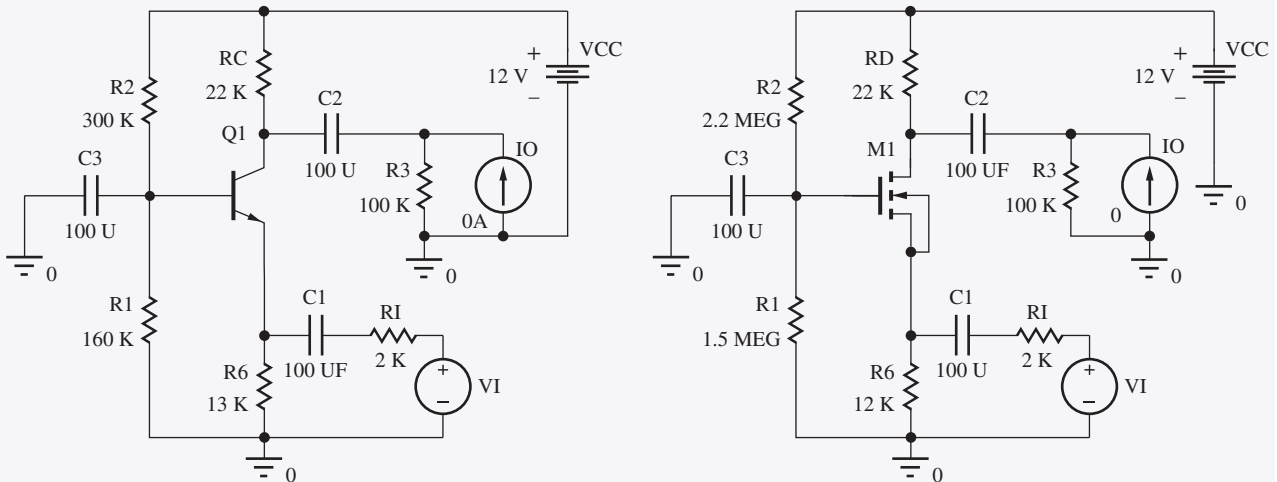 RC
22 K
R2
300 K
Q1
C2
100 U
C3
100 U
0
R3
100 K
IO
0A
0
+
12 V
–
VCC
R1
160 K
C1
100 UF
RI
2 K
R6
13 K
+
–
VI
0
RD
22 K
R2
2.2 MEG
M1
C2
100 UF
C3
100 U
0
R3
100 K
IO
0
0
+
12 V
–
VCC
0
R1
1.5 MEG
C1
100 U
RI
2 K
R6
12 K
+
–
VI
0